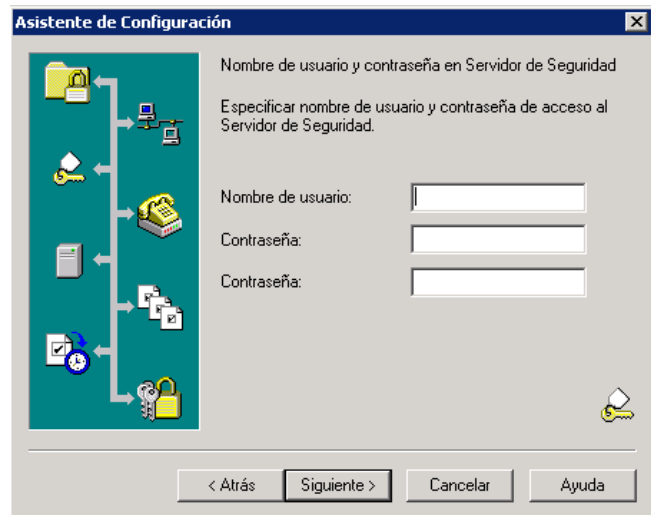 Asistente de Configuración
Nombre de usuario y contraseña en Servidor de Seguridad
Especificar nombre de usuario y contraseña de acceso al
Servidor de Seguridad.
Nombre de usuario:
Contraseña:
Contraseña:
< Atrás Siguiente > Cancelar Ayuda